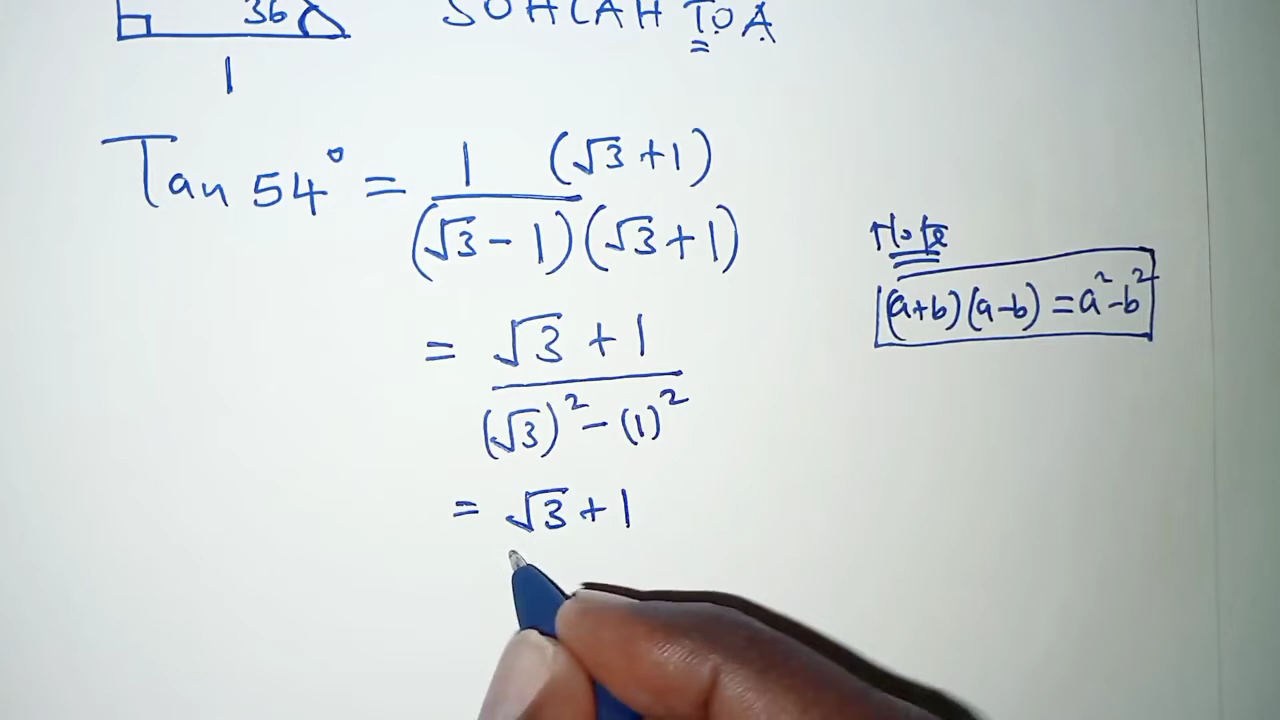 36 SOHCAH TOA
1
Tan 54° = 1 (√3 + 1)
(√3 - 1)(√3 + 1)
Note
(a+b)(a-b) = a² - b²
= √3 + 1
(√3)² - (1)²
= √3 + 1